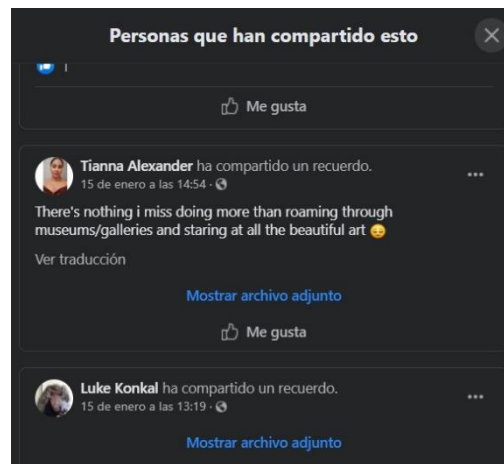 Personas que han compartido esto
1
Me gusta
Tianna Alexander ha compartido un recuerdo.
15 de enero a las 14:54 ·
There's nothing i miss doing more than roaming through
museums/galleries and staring at all the beautiful art 😔
Ver traducción
Mostrar archivo adjunto
Me gusta
Luke Konkal ha compartido un recuerdo.
15 de enero a las 13:19 ·
Mostrar archivo adjunto